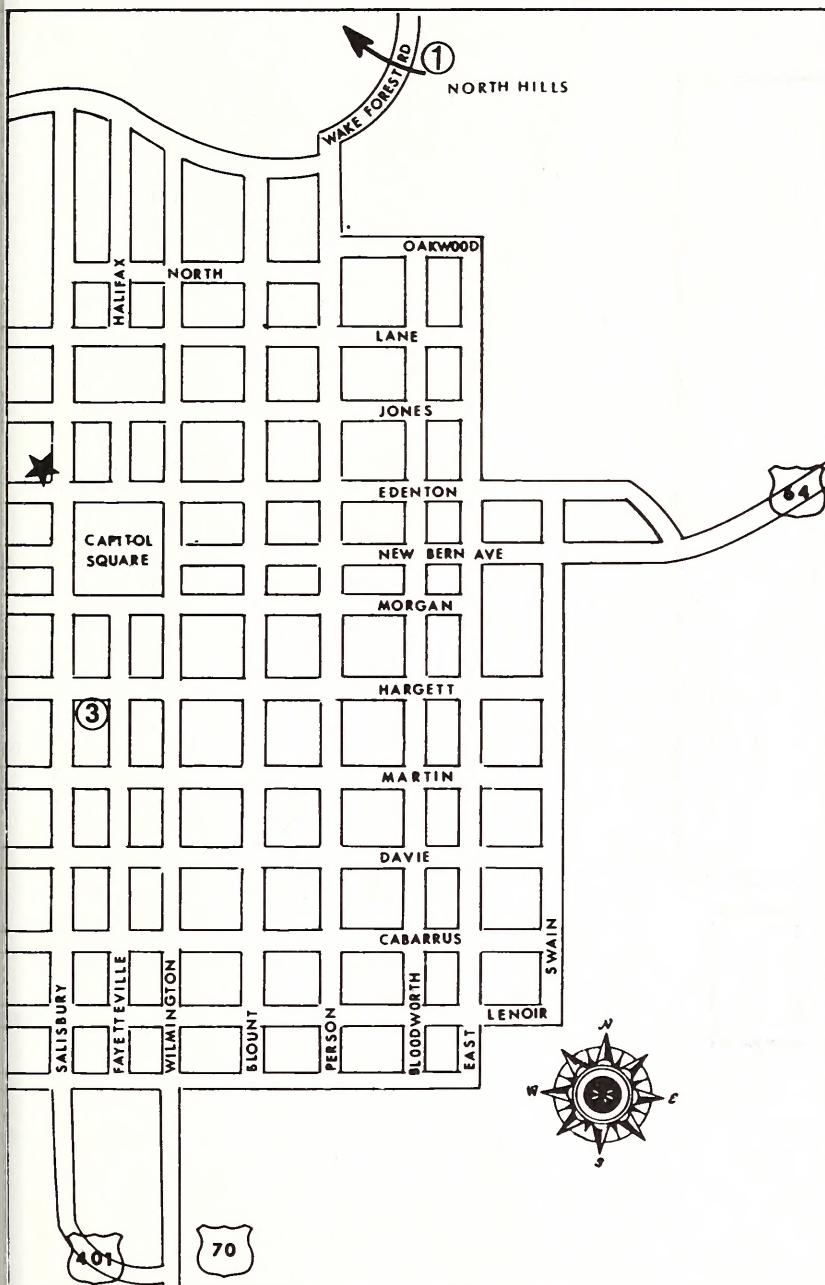 1
NORTH HILLS
WAKE FOREST RD
OAKWOOD
NORTH
HALIFAX
LANE
JONES
EDENTON
64
CAPITOL
SQUARE
NEW BERN AVE
MORGAN
HARGETT
3
MARTIN
DAVIE
CABARRUS
SWAIN
SALISBURY
FAYETTEVILLE
WILMINGTON
BLOUNT
PERSON
BLOODWORTH
EAST
LENOIR
N
W
E
S
401
70